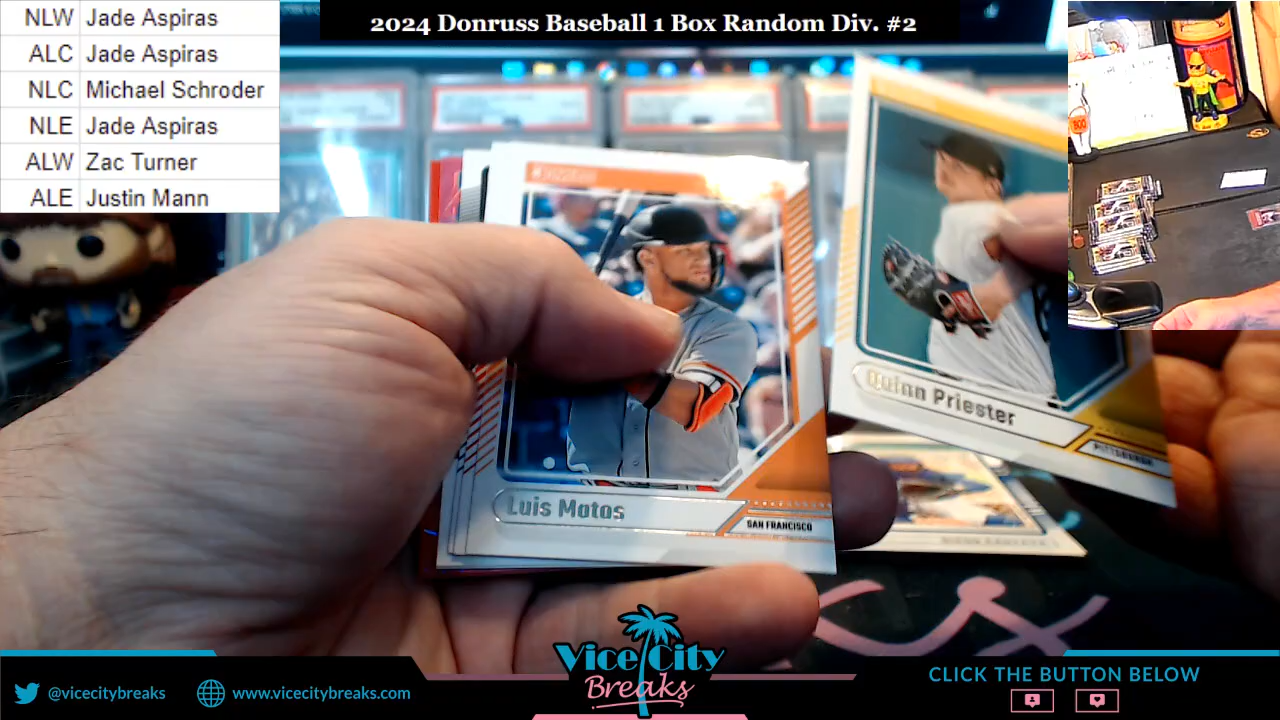 NLW Jade Aspiras
ALC Jade Aspiras
NLC Michael Schroder
NLE Jade Aspiras
ALW Zac Turner
ALE Justin Mann
2024 Donruss Baseball 1 Box Random Div. #2
Quinn Priester
PITTSBURGH
Luis Matos
SAN FRANCISCO
Vice City
Breaks
@vicecitybreaks
www.vicecitybreaks.com
CLICK THE BUTTON BELOW